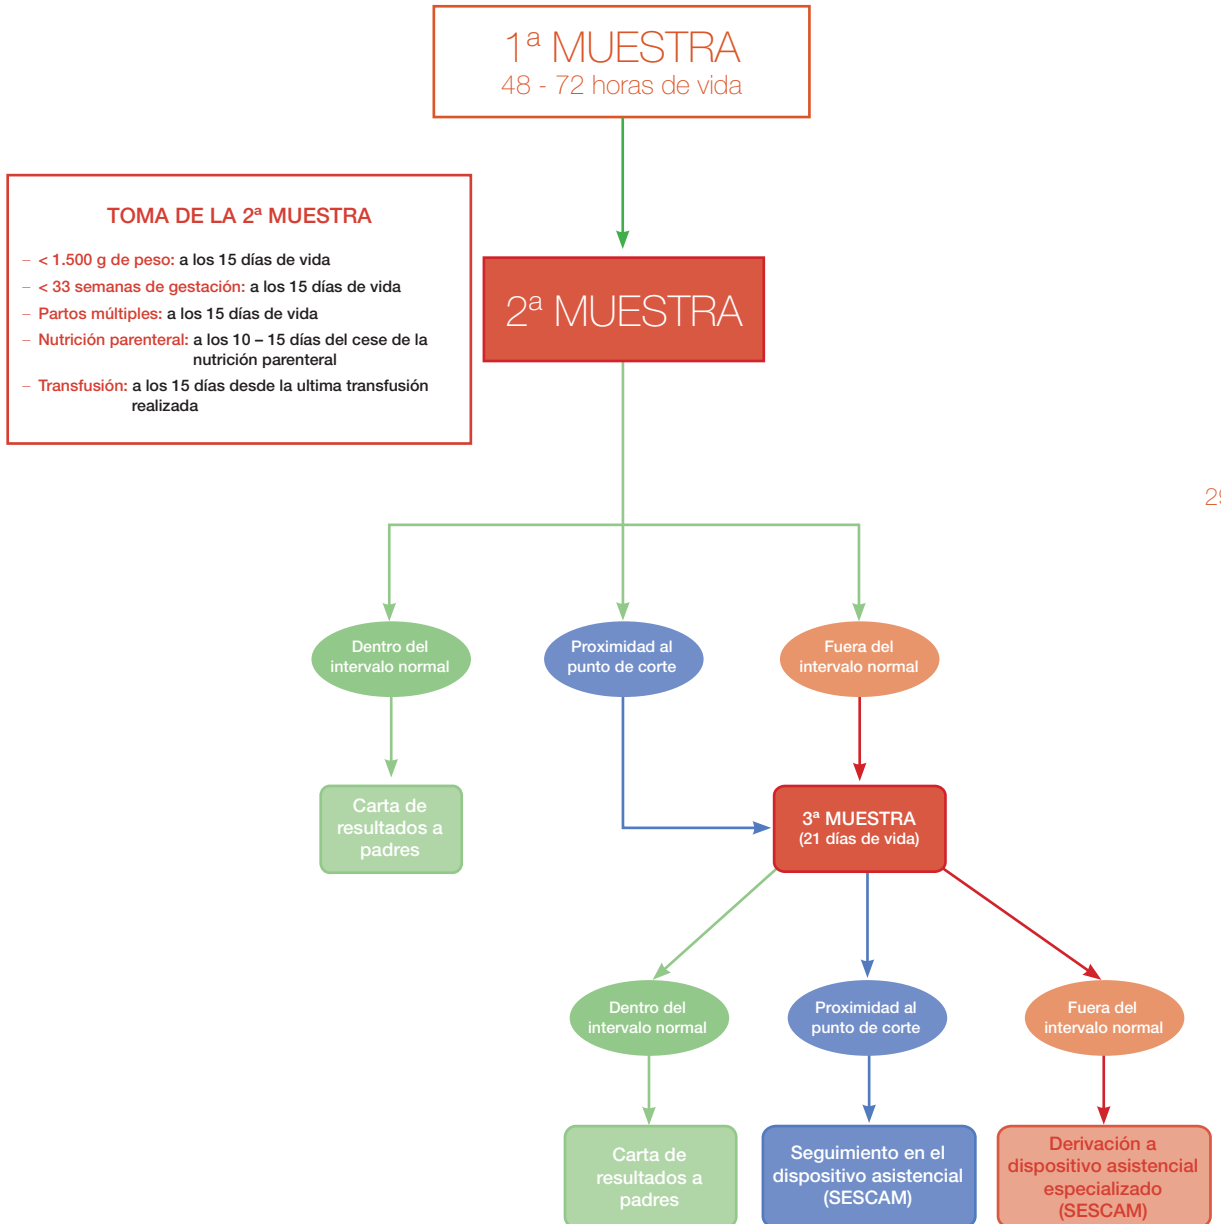 1ª MUESTRA
48 - 72 horas de vida
TOMA DE LA 2ª MUESTRA
– < 1.500 g de peso: a los 15 días de vida
– < 33 semanas de gestación: a los 15 días de vida
– Partos múltiples: a los 15 días de vida
– Nutrición parenteral: a los 10 – 15 días del cese de la
nutrición parenteral
– Transfusión: a los 15 días desde la ultima transfusión
realizada
2ª MUESTRA
29
Dentro del
intervalo normal
Proximidad al
punto de corte
Fuera del
intervalo normal
Carta de
resultados a
padres
3ª MUESTRA
(21 días de vida)
Dentro del
intervalo normal
Proximidad al
punto de corte
Fuera del
intervalo normal
Carta de
resultados a
padres
Seguimiento en el
dispositivo asistencial
(SESCAM)
Derivación a
dispositivo asistencial
especializado
(SESCAM)